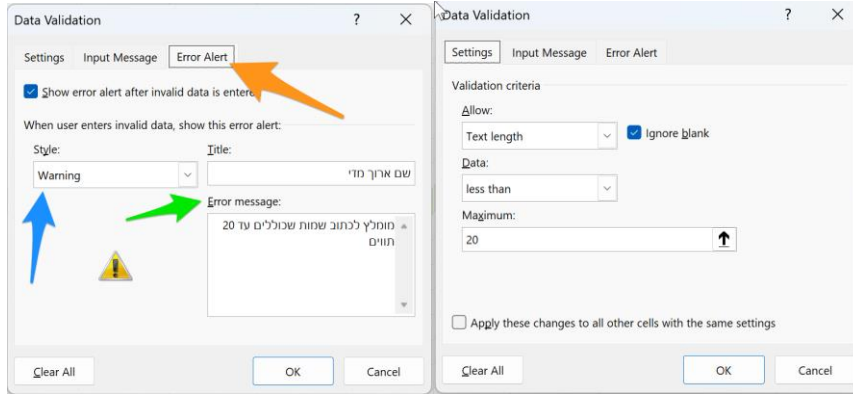 Data Validation ? ×
Settings Input Message Error Alert
Show error alert after invalid data is entere
When user enters invalid data, show this error alert:
Style: Title:
Warning שם ארוך מדי
Error message:
מומלץ לכתוב שמות שכוללים עד 20
תווים
Clear All OK Cancel
Data Validation ? ×
Settings Input Message Error Alert
Validation criteria
Allow:
Text length Ignore blank
Data:
less than
Maximum:
20
Apply these changes to all other cells with the same settings
Clear All OK Cancel